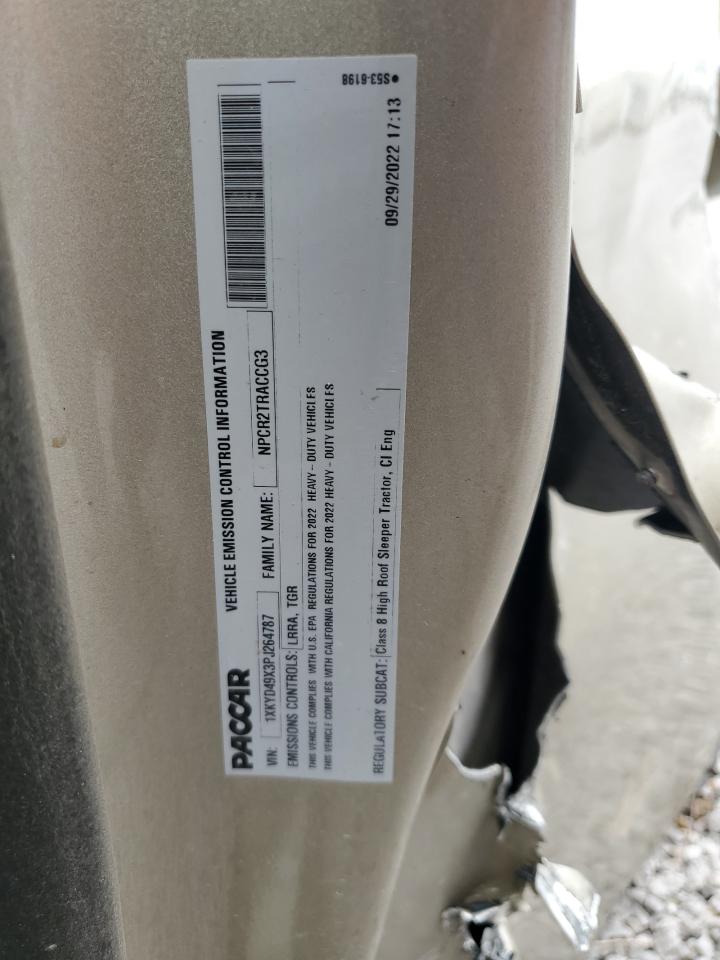 PACCAR VEHICLE EMISSION CONTROL INFORMATION
VIN: 1XKYD49X3PJ264787 FAMILY NAME: NPCR2TRACCG3
EMISSIONS CONTROLS: LRRA, TGR
THIS VEHICLE COMPLIES WITH U.S. EPA REGULATIONS FOR 2022 HEAVY-DUTY VEHICLES
THIS VEHICLE COMPLIES WITH CALIFORNIA REGULATIONS FOR 2022 HEAVY-DUTY VEHICLES
REGULATORY SUBCAT: Class 8 High Roof Sleeper Tractor, CI Eng
09/29/2022 17:13
●S53-6198